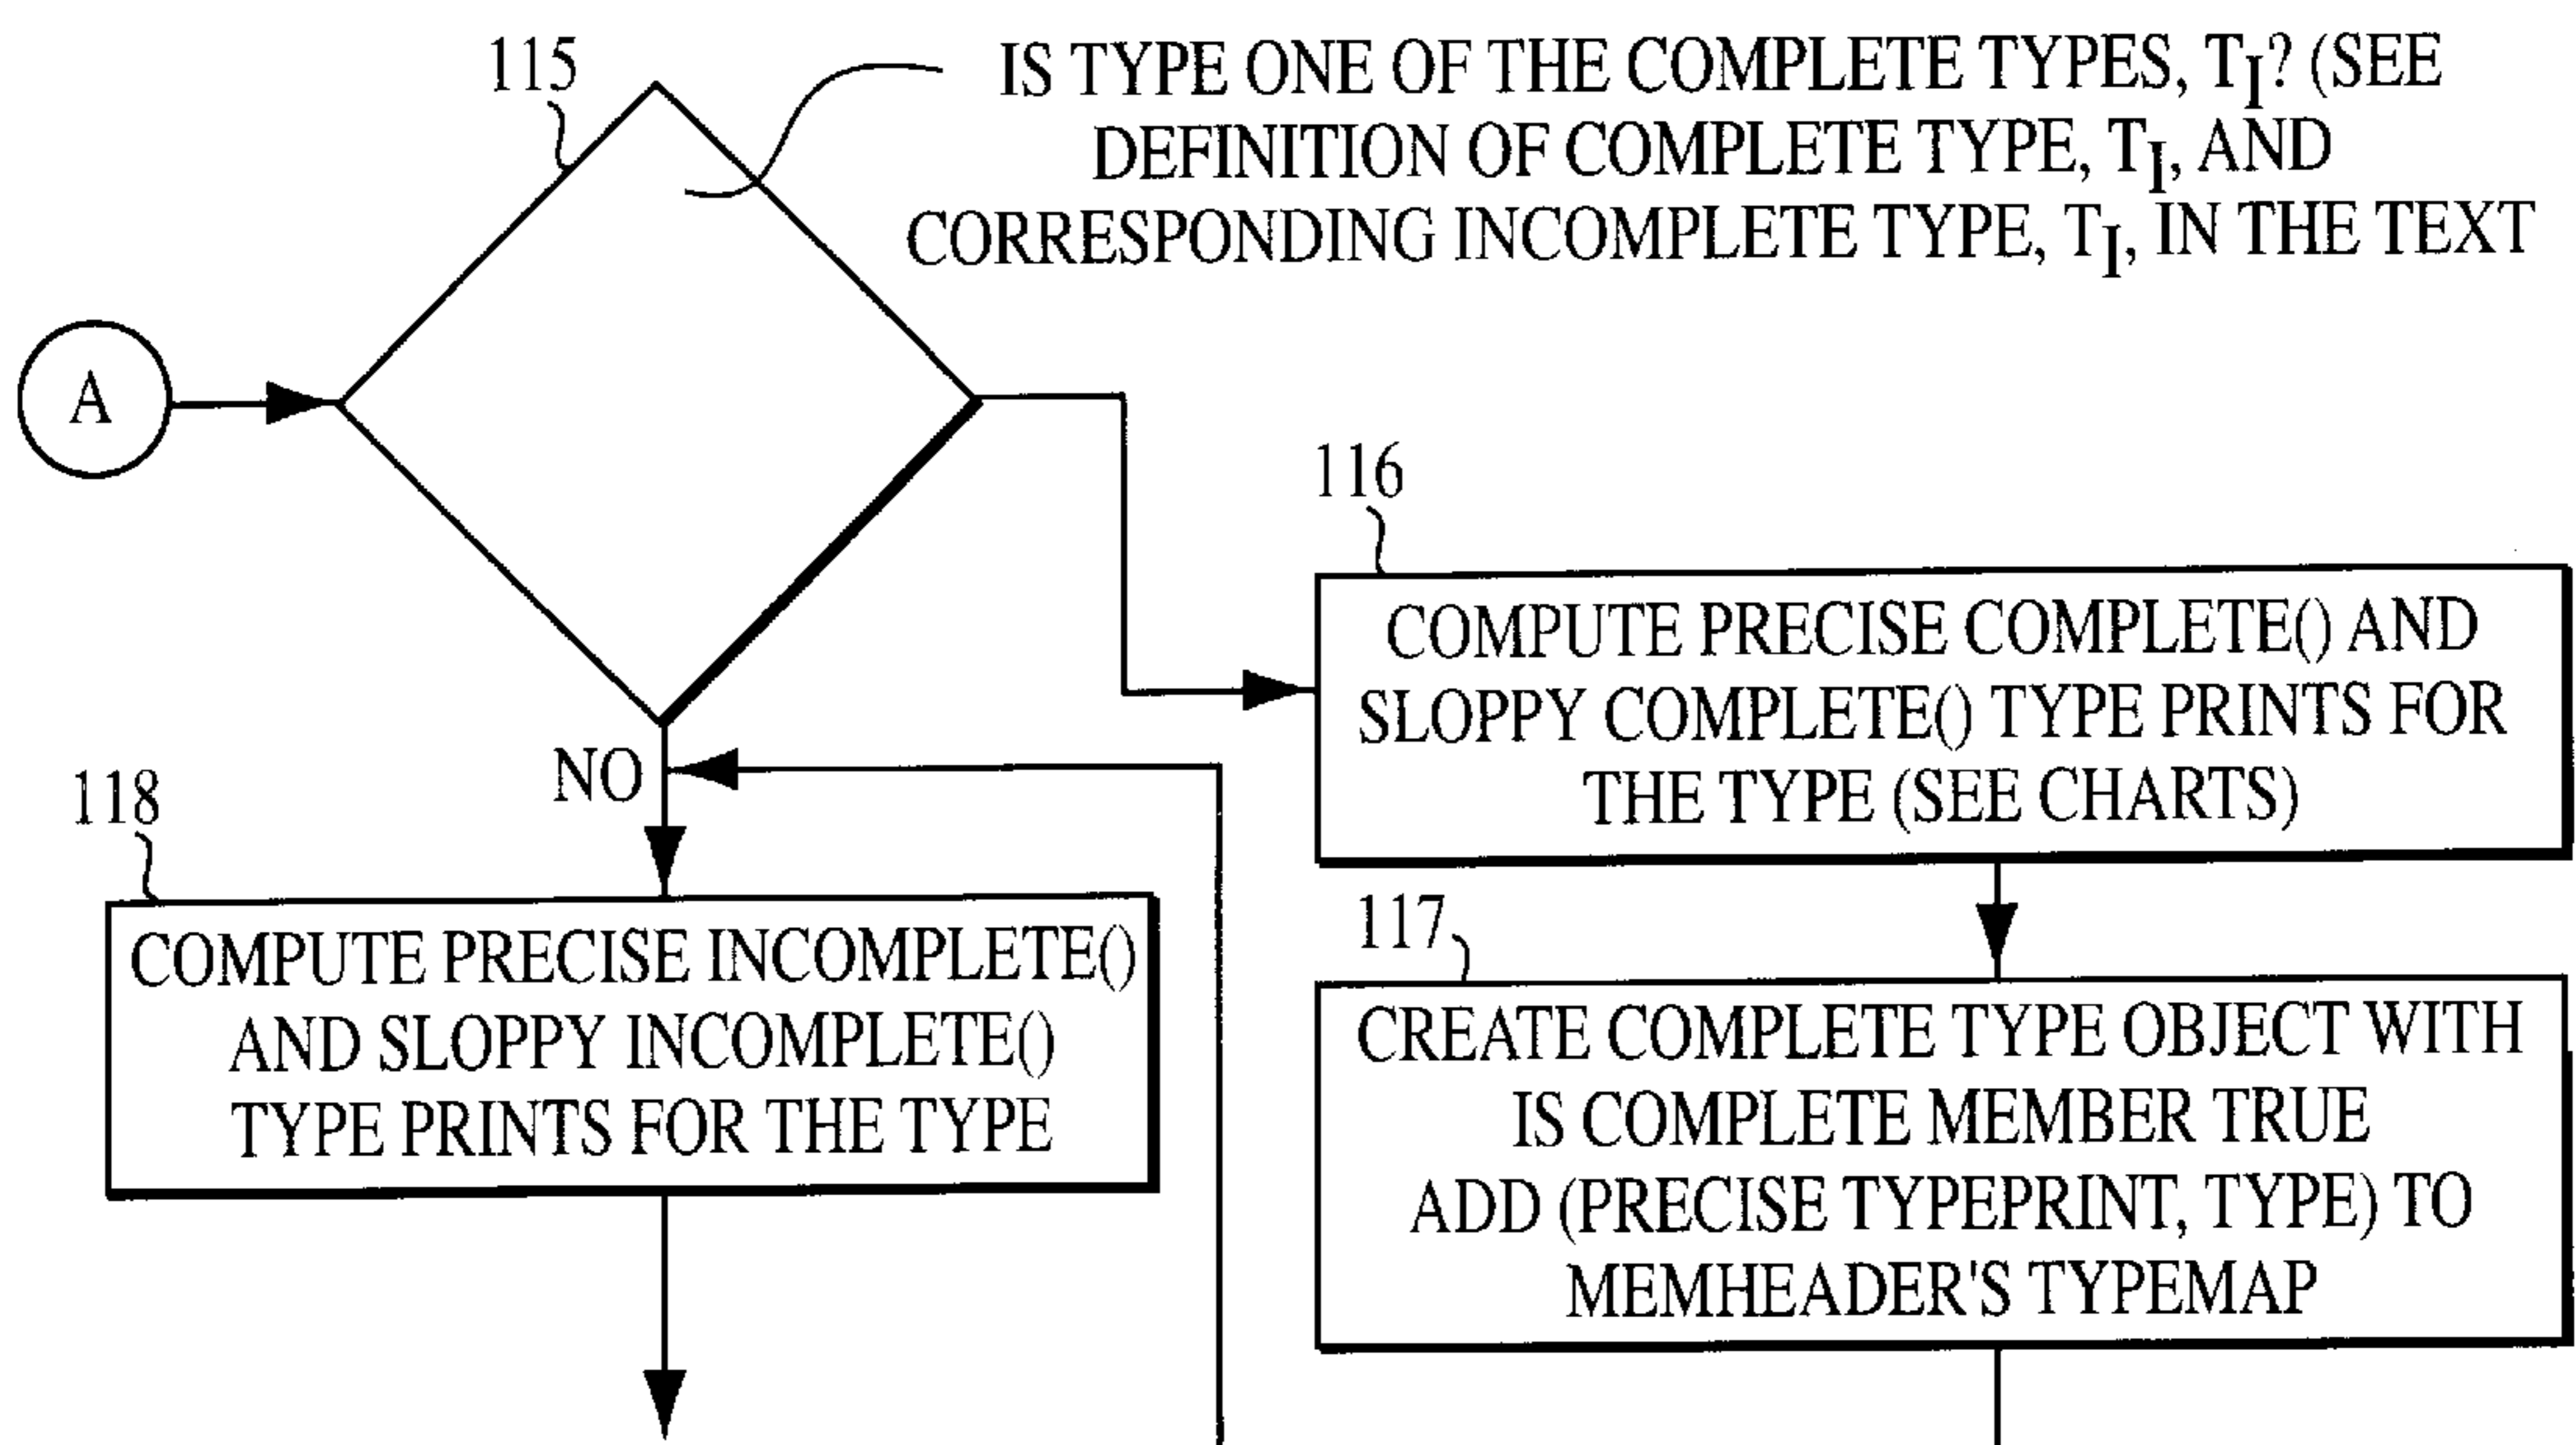 115
IS TYPE ONE OF THE COMPLETE TYPES, TI? (SEE
DEFINITION OF COMPLETE TYPE, TI, AND
CORRESPONDING INCOMPLETE TYPE, TI, IN THE TEXT
A
116
COMPUTE PRECISE COMPLETE() AND
SLOPPY COMPLETE() TYPE PRINTS FOR
THE TYPE (SEE CHARTS)
NO
118
COMPUTE PRECISE INCOMPLETE()
AND SLOPPY INCOMPLETE()
TYPE PRINTS FOR THE TYPE
117
CREATE COMPLETE TYPE OBJECT WITH
IS COMPLETE MEMBER TRUE
ADD (PRECISE TYPEPRINT, TYPE) TO
MEMHEADER'S TYPEMAP